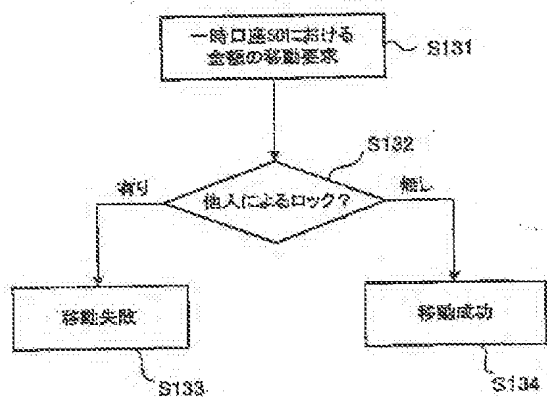 一時口座501における
金額の移動要求
S131
S132
他人によるロック？
有り
無し
移動失敗
移動成功
S133
S134